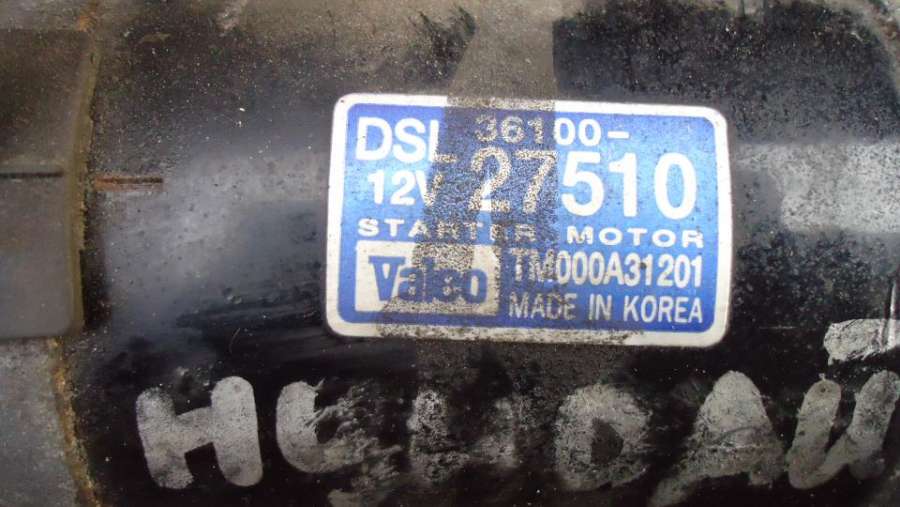 DSL 36100-
12V 27510
STARTER MOTOR
Valeo
TM000A31201
MADE IN KOREA